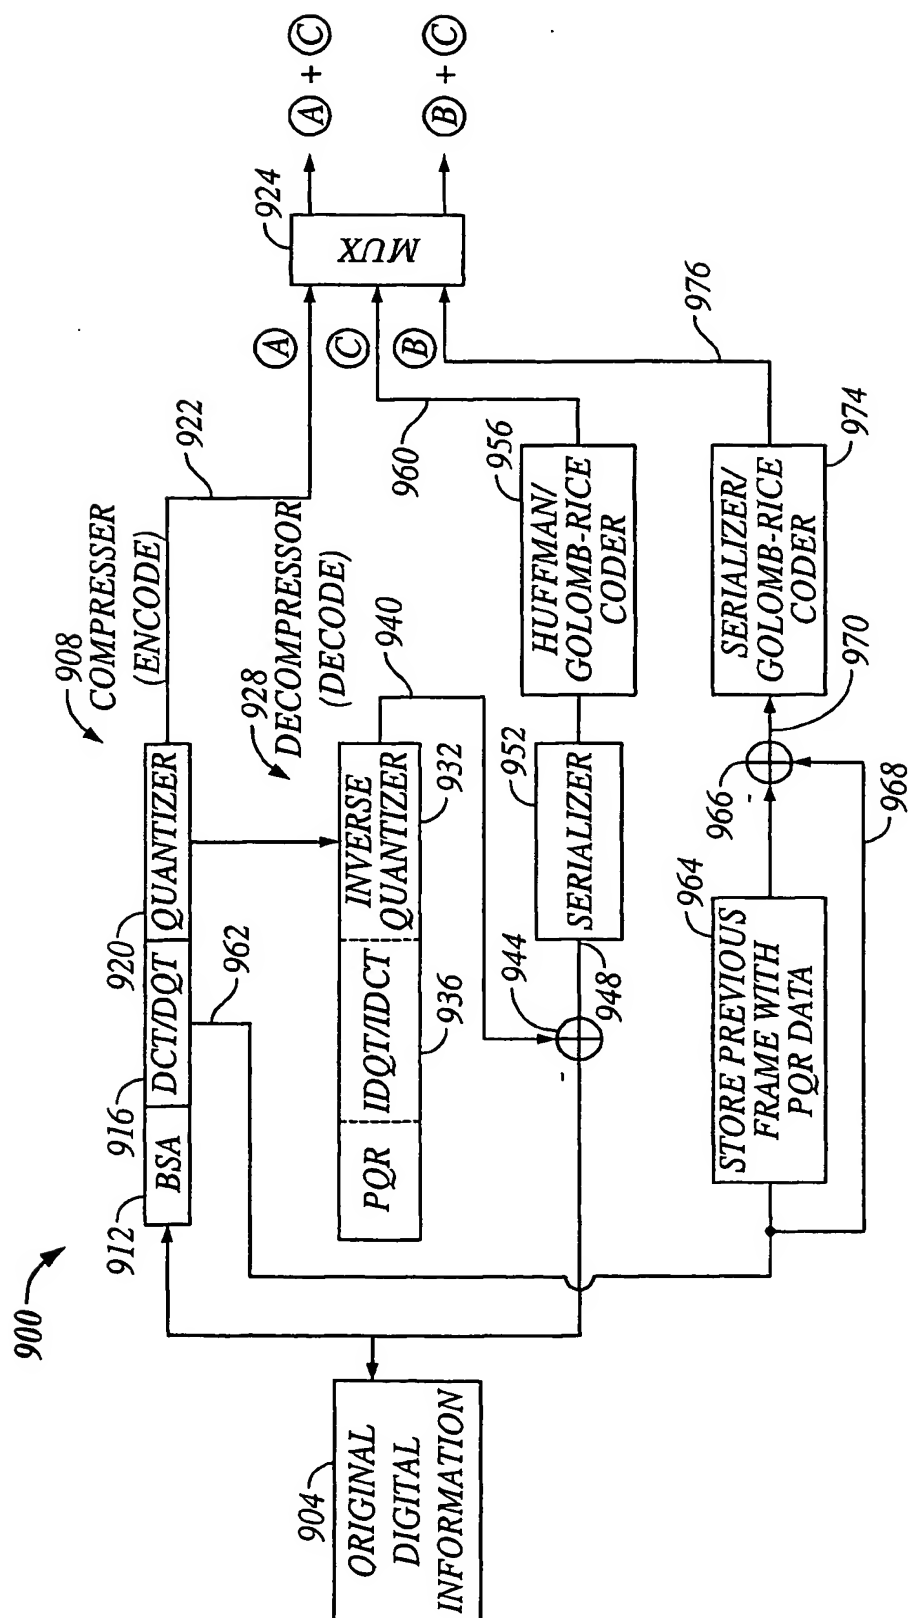 900
904
ORIGINAL
DIGITAL
INFORMATION
908
COMPRESSER
(ENCODE)
912
916
920
BSA
DCT/DQT
QUANTIZER
922
962
928
DECOMPRESSOR
(DECODE)
PQR
IDQT/IDCT
INVERSE
QUANTIZER
936
932
940
944
-
948
952
SERIALIZER
956
HUFFMAN/
GOLOMB-RICE
CODER
960
964
STORE PREVIOUS
FRAME WITH
PQR DATA
966
-
968
970
SERIALIZER/
GOLOMB-RICE
CODER
974
976
A
C
B
924
MUX
A + C
B + C